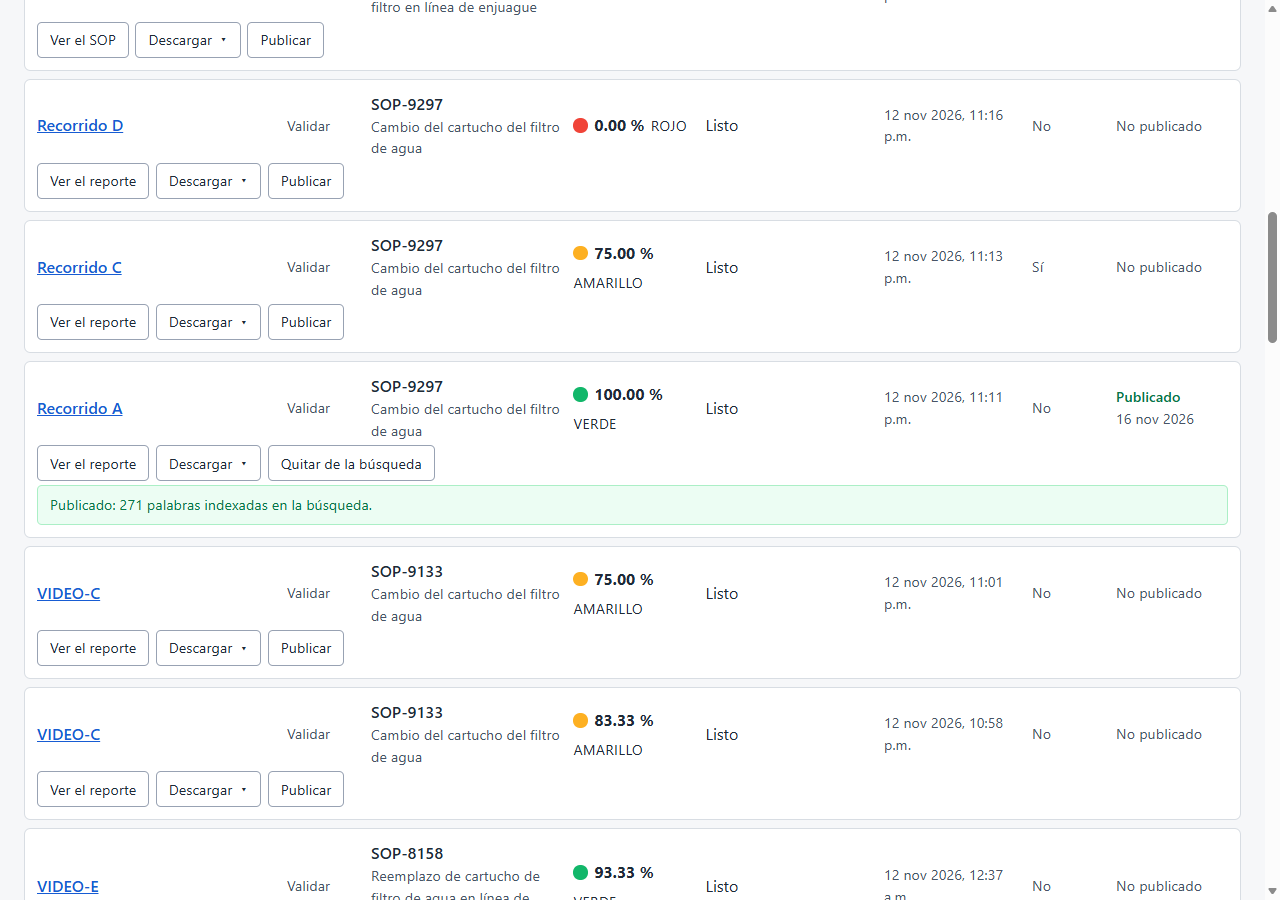 filtro en línea de enjuague
Ver el SOP Descargar Publicar
Recorrido D Validar SOP-9297 Cambio del cartucho del filtro de agua 0.00 % ROJO Listo 12 nov 2026, 11:16 p.m. No No publicado
Ver el reporte Descargar Publicar
Recorrido C Validar SOP-9297 Cambio del cartucho del filtro de agua 75.00 % AMARILLO Listo 12 nov 2026, 11:13 p.m. Sí No publicado
Ver el reporte Descargar Publicar
Recorrido A Validar SOP-9297 Cambio del cartucho del filtro de agua 100.00 % VERDE Listo 12 nov 2026, 11:11 p.m. No Publicado 16 nov 2026
Ver el reporte Descargar Quitar de la búsqueda
Publicado: 271 palabras indexadas en la búsqueda.
VIDEO-C Validar SOP-9133 Cambio del cartucho del filtro de agua 75.00 % AMARILLO Listo 12 nov 2026, 11:01 p.m. No No publicado
Ver el reporte Descargar Publicar
VIDEO-C Validar SOP-9133 Cambio del cartucho del filtro de agua 83.33 % AMARILLO Listo 12 nov 2026, 10:58 p.m. No No publicado
Ver el reporte Descargar Publicar
VIDEO-E Validar SOP-8158 Reemplazo de cartucho de filtro de agua en línea de 93.33 % VERDE Listo 12 nov 2026, 12:37 a.m. No No publicado